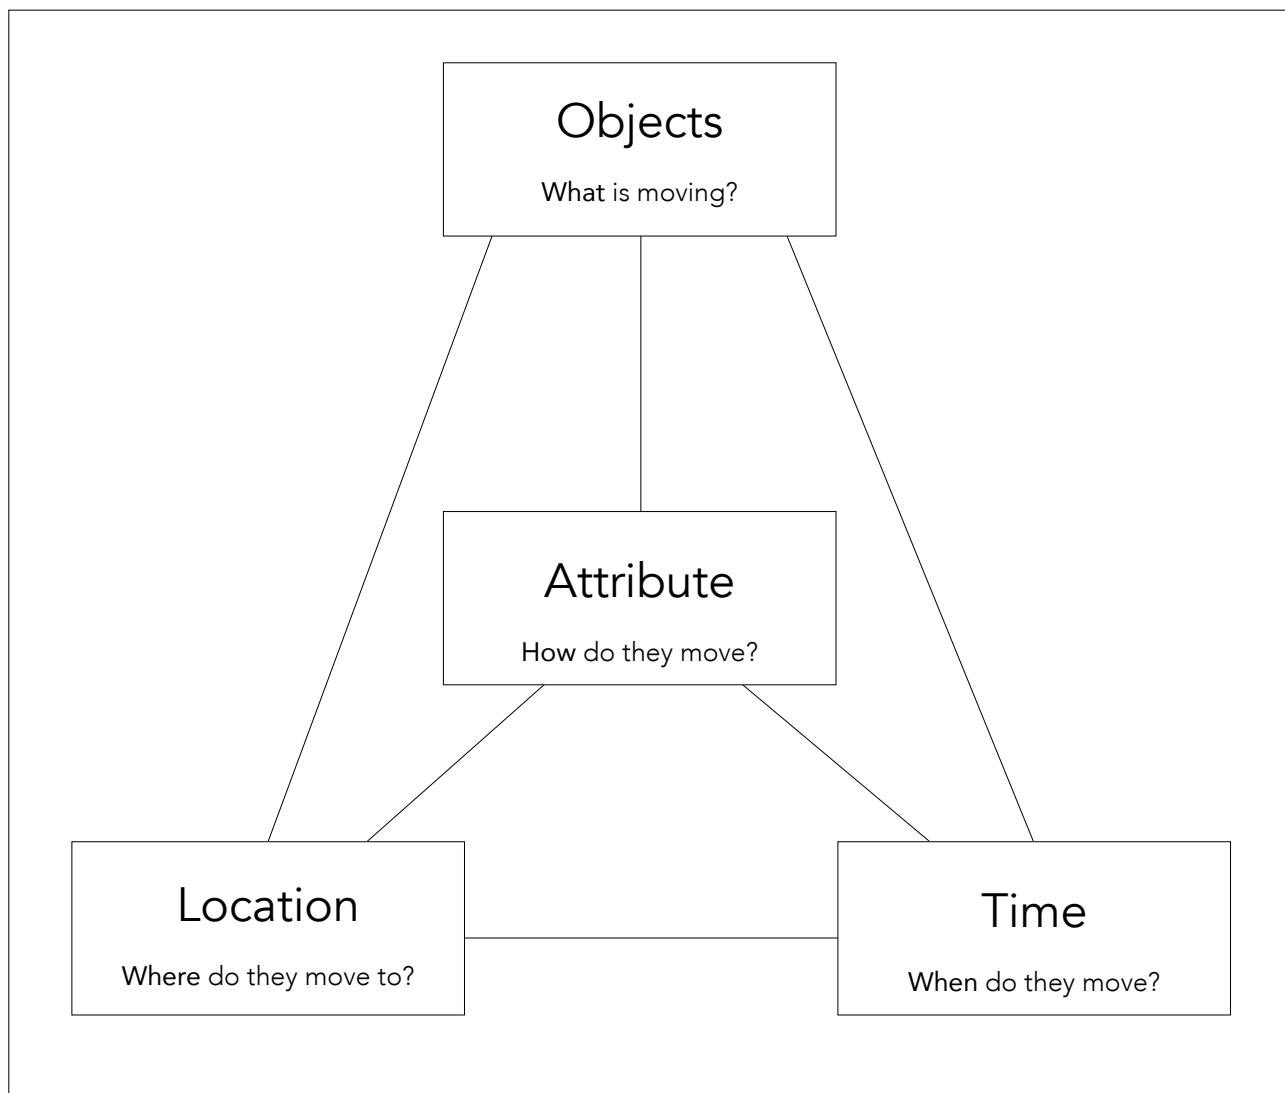 Objects
What is moving?
Attribute
How do they move?
Location
Where do they move to?
Time
When do they move?